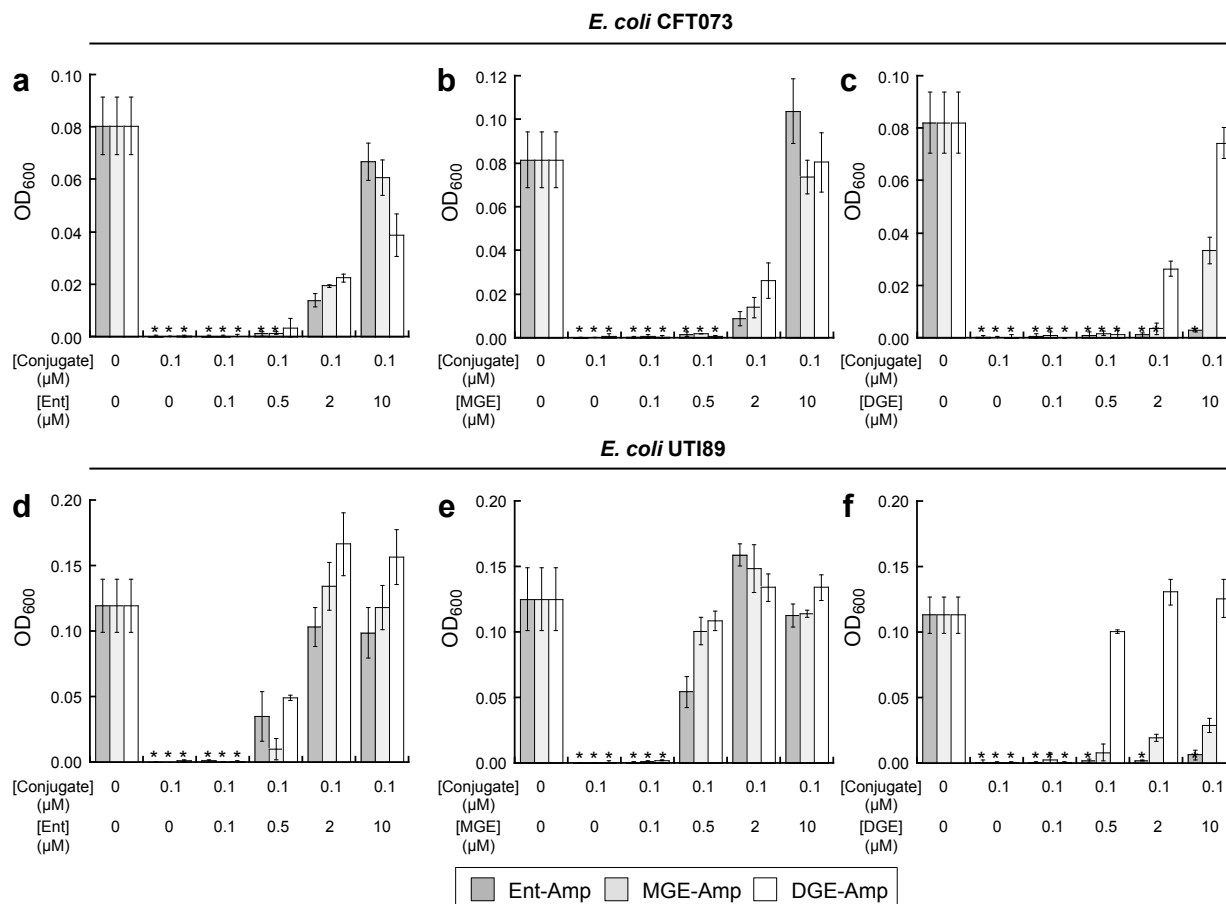 E. coli CFT073
a
b
c
0.10
0.08
0.06
0.04
0.02
0.00
OD600
0.12
0.10
0.08
0.06
0.04
0.02
0.00
OD600
0.10
0.08
0.06
0.04
0.02
0.00
OD600
* * * * * * * *
* * * * * * * * *
* * * * * * * * * * * *
[Conjugate] 0 0.1 0.1 0.1 0.1 0.1
(µM)
[Ent] 0 0 0.1 0.5 2 10
(µM)
[Conjugate] 0 0.1 0.1 0.1 0.1 0.1
(µM)
[MGE] 0 0 0.1 0.5 2 10
(µM)
[Conjugate] 0 0.1 0.1 0.1 0.1 0.1
(µM)
[DGE] 0 0 0.1 0.5 2 10
(µM)
E. coli UTI89
d
e
f
0.20
0.15
0.10
0.05
0.00
OD600
0.20
0.15
0.10
0.05
0.00
OD600
0.20
0.15
0.10
0.05
0.00
OD600
* * * * * *
* * * * * *
* * * * * * * * *
[Conjugate] 0 0.1 0.1 0.1 0.1 0.1
(µM)
[Ent] 0 0 0.1 0.5 2 10
(µM)
[Conjugate] 0 0.1 0.1 0.1 0.1 0.1
(µM)
[MGE] 0 0 0.1 0.5 2 10
(µM)
[Conjugate] 0 0.1 0.1 0.1 0.1 0.1
(µM)
[DGE] 0 0 0.1 0.5 2 10
(µM)
Ent-Amp MGE-Amp DGE-Amp